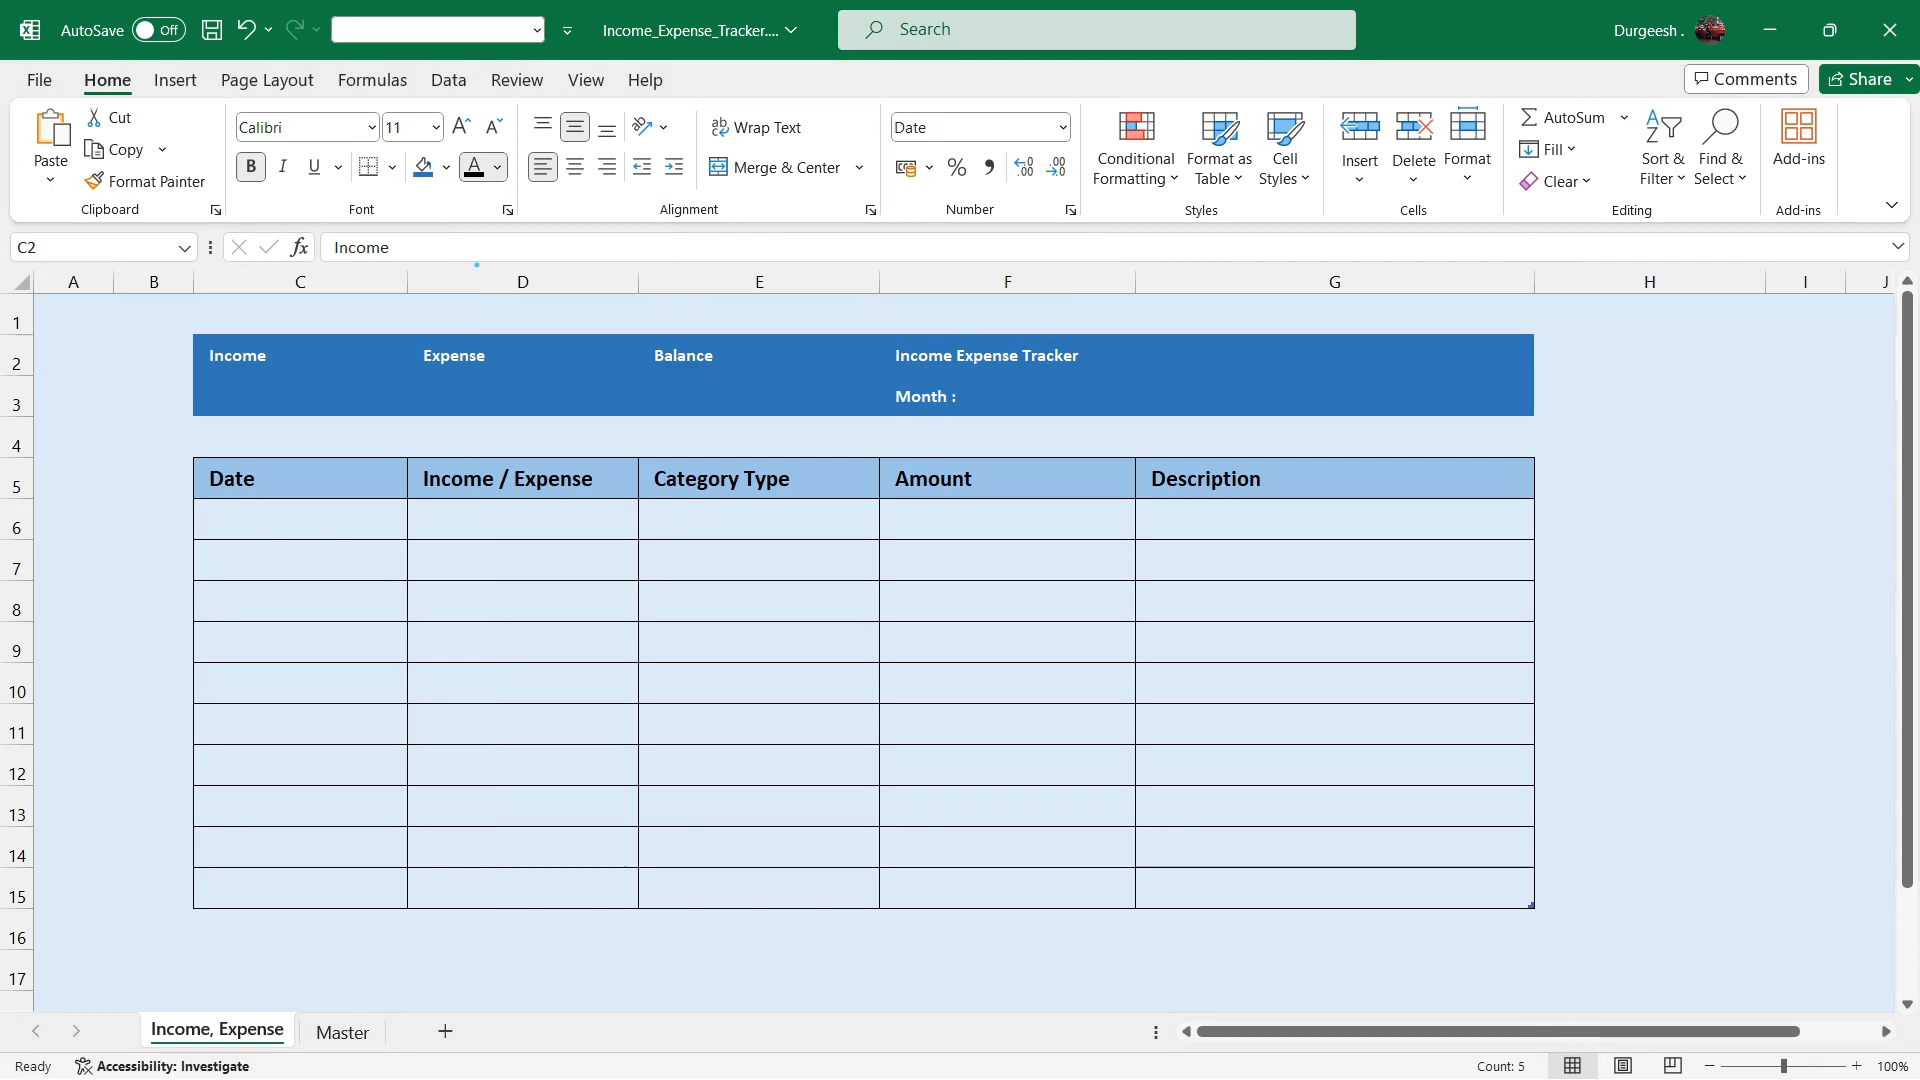 AutoSave Off Income_Expense_Tracker.... Search Durgeesh .
File Home Insert Page Layout Formulas Data Review View Help Comments Share
Paste Cut Copy Format Painter Clipboard
Calibri 11 B I U A Font
ab Wrap Text Merge & Center Alignment
Date % Number
Conditional Formatting Format as Table Cell Styles Styles
Insert Delete Format Cells
AutoSum Fill Clear Sort & Filter Find & Select Editing
Add-ins Add-ins
C2 fx Income
A B C D E F G H I J
1
2 Income Expense Balance Income Expense Tracker
3 Month :
4
5 Date Income / Expense Category Type Amount Description
6
7
8
9
10
11
12
13
14
15
16
17
Income, Expense Master
Ready Accessibility: Investigate Count: 5 100%